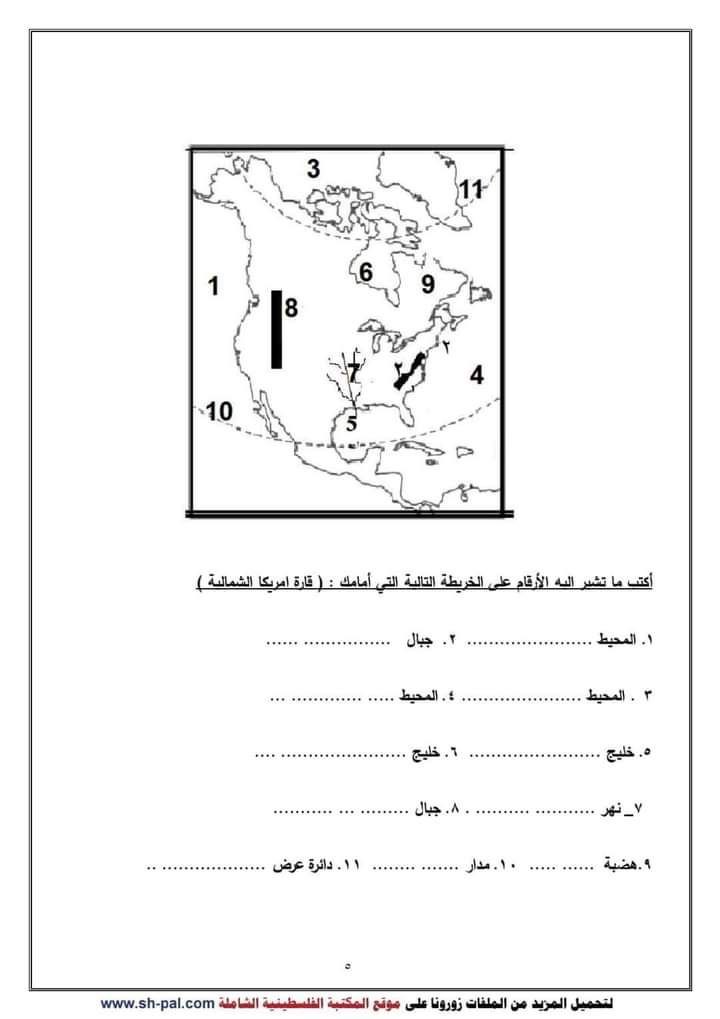 3
11
6
9
1
8
٢
7
٢
4
10
5
أكتب ما تشير اليه الأرقام على الخريطة التالية التي أمامك : ( قارة امريكا الشمالية )
١. المحيط ....................... ٢. جبال ................ ......
٣ . المحيط ...................... ٤. المحيط ..... ............. ...
٥. خليج ........................ ٦. خليج ....................... ....
٧_ نهر ........... .......... . ٨. جبال ......... ... ...........
٩.هضبة ...... ..... ١٠. مدار ....... ........ ١١. دائرة عرض ................... ..
٥
لتحميل المزيد من الملفات زورونا على موقع المكتبة الفلسطينية الشاملة www.sh-pal.com